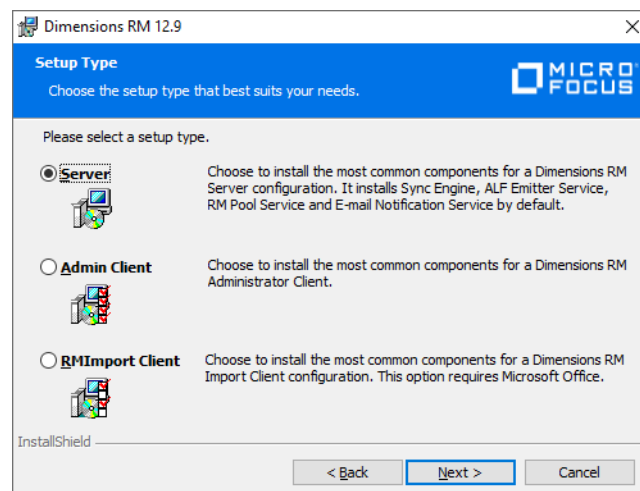 Dimensions RM 12.9
Setup Type
Choose the setup type that best suits your needs.
MICRO
FOCUS
Please select a setup type.
Server
Choose to install the most common components for a Dimensions RM
Server configuration. It installs Sync Engine, ALF Emitter Service,
RM Pool Service and E-mail Notification Service by default.
Admin Client
Choose to install the most common components for a Dimensions RM
Administrator Client.
RMImport Client
Choose to install the most common components for a Dimensions RM
Import Client configuration. This option requires Microsoft Office.
InstallShield
< Back
Next >
Cancel